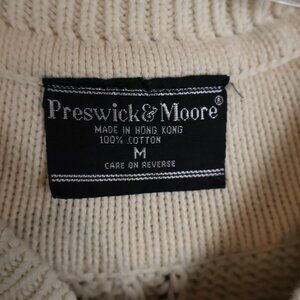 Preswick & Moore®
MADE IN HONG KONG
100% COTTON
M
CARE ON REVERSE